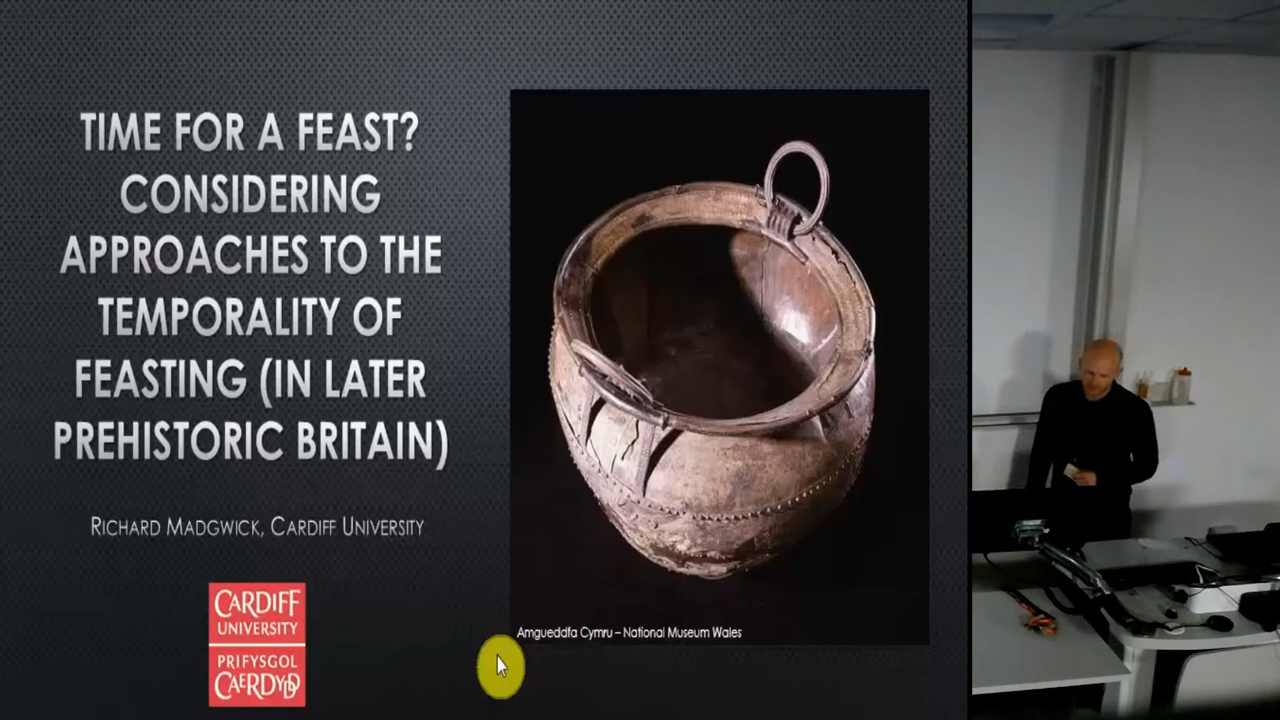 TIME FOR A FEAST?
CONSIDERING
APPROACHES TO THE
TEMPORALITY OF
FEASTING (IN LATER
PREHISTORIC BRITAIN)
RICHARD MADGWICK, CARDIFF UNIVERSITY
CARDIFF
UNIVERSITY
PRIFYSGOL
CAERDYDD
Amgueddfa Cymru – National Museum Wales